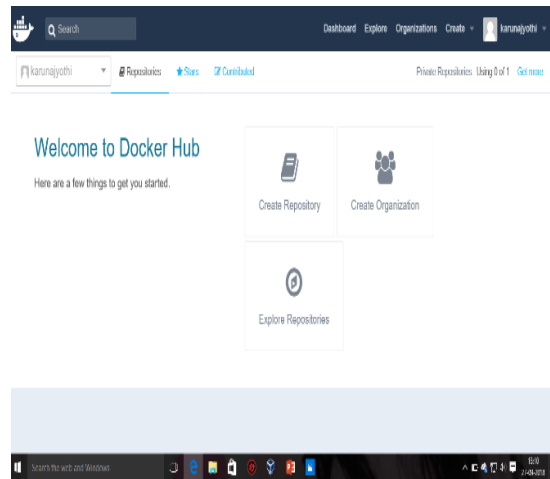 Search Dashboard Explore Organizations Create karunajyothi
karunajyothi Repositories Stars Contributed Private Repositories: Using 0 of 1 Get more
Welcome to Docker Hub
Here are a few things to get you started.
Create Repository
Create Organization
Explore Repositories
Search the web and Windows
15:10